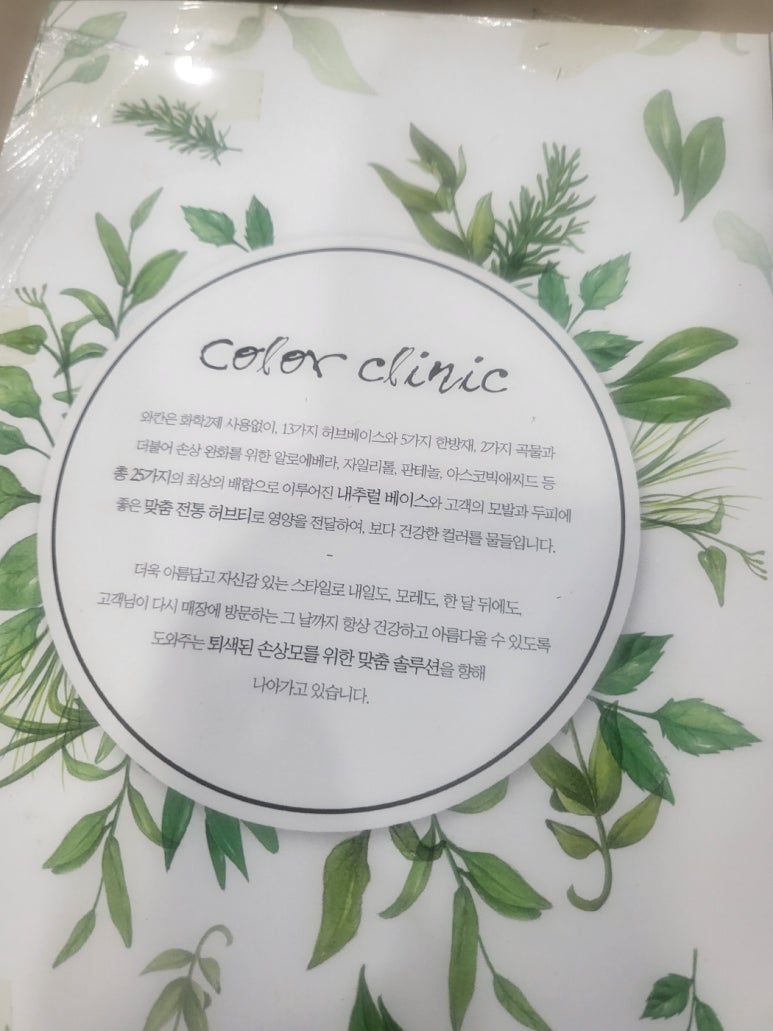 color clinic
와칸은 화학2제 사용없이, 13가지 허브베이스와 5가지 한방재, 2가지 곡물과
더불어 손상 완화를 위한 알로에베라, 자일리톨, 판테놀, 아스코빅애씨드 등
총 25가지의 최상의 배합으로 이루어진 내추럴 베이스와 고객의 모발과 두피에
좋은 맞춤 전통 허브티로 영양을 전달하여, 보다 건강한 컬러를 물들입니다.
-
더욱 아름답고 자신감 있는 스타일로 내일도, 모레도, 한 달 뒤에도,
고객님이 다시 매장에 방문하는 그 날까지 항상 건강하고 아름다울 수 있도록
도와주는 퇴색된 손상모를 위한 맞춤 솔루션을 향해
나아가고 있습니다.